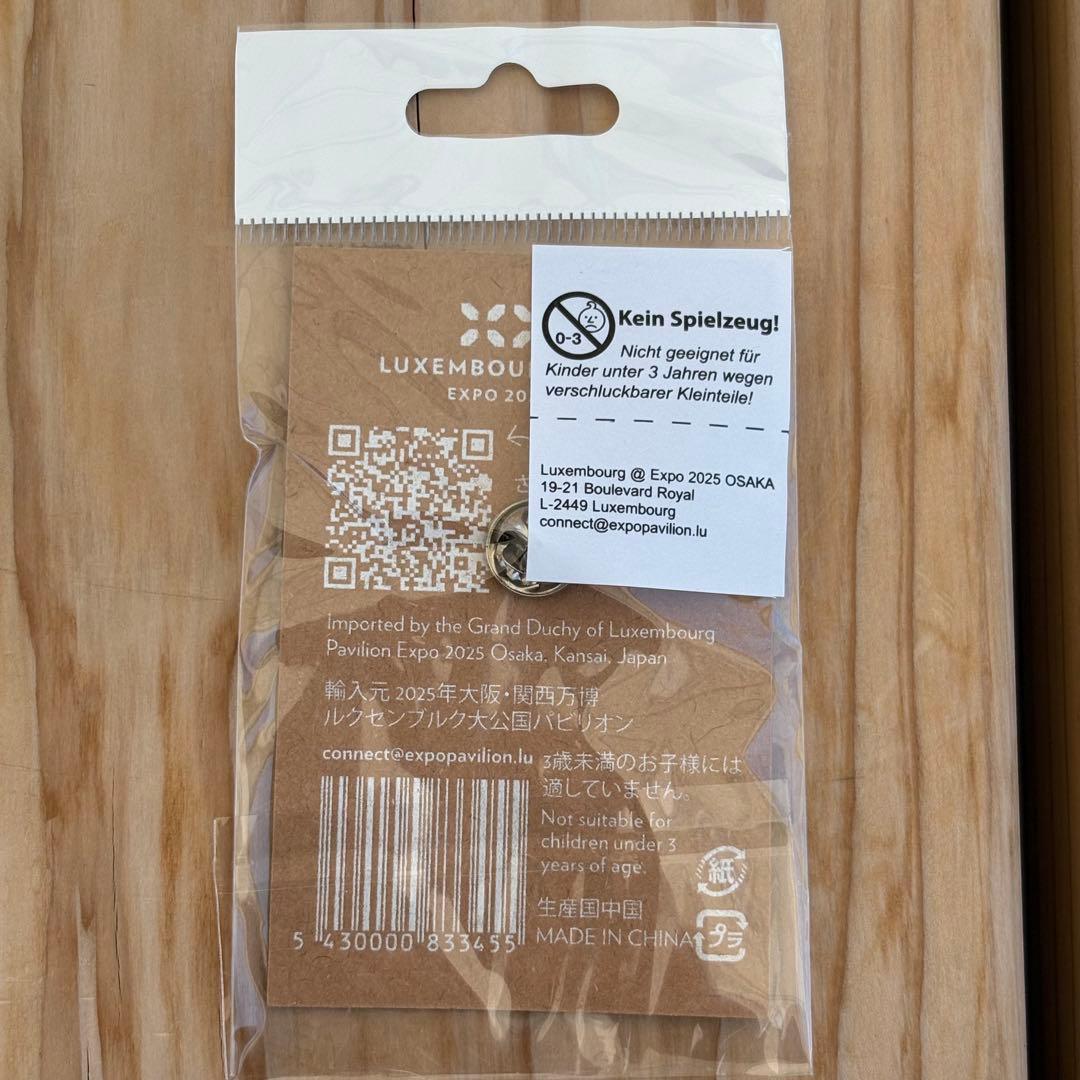 0-3
Kein Spielzeug!
Nicht geeignet für
Kinder unter 3 Jahren wegen
verschluckbarer Kleinteile!
Luxembourg @ Expo 2025 OSAKA
19-21 Boulevard Royal
L-2449 Luxembourg
connect@expopavilion.lu
EXPO 20
Imported by the Grand Duchy of Luxembourg
Pavilion Expo 2025 Osaka, Kansai, Japan
輸入元 2025年大阪・関西万博
ルクセンブルク大公国パビリオン
connect@expopavilion.lu
3歳未満のお子様には
適していません。
Not suitable for
children under 3
years of age.
生産国中国
MADE IN CHINA
紙
プラ
5 430000 833455